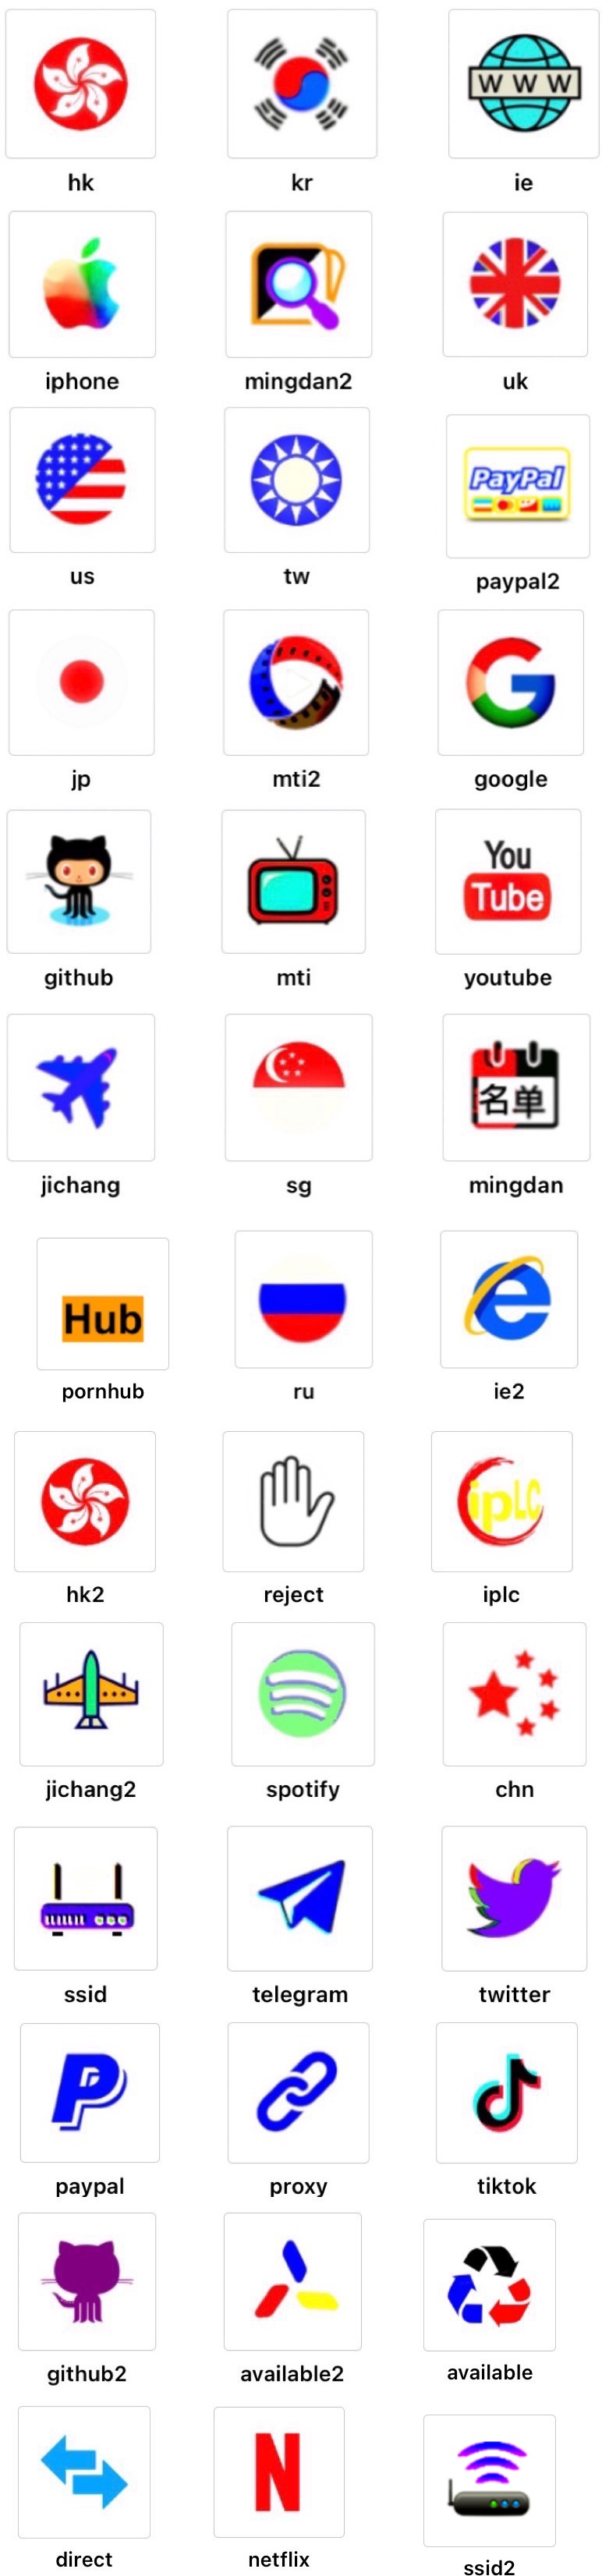 hk
kr
WWW
ie
iphone
mingdan2
uk
us
tw
PayPal
paypal2
jp
mti2
google
github
mti
You
Tube
youtube
jichang
sg
名单
mingdan
Hub
pornhub
ru
ie2
hk2
reject
ipLC
iplc
jichang2
spotify
chn
ssid
telegram
twitter
paypal
proxy
tiktok
github2
available2
available
direct
N
netflix
ssid2